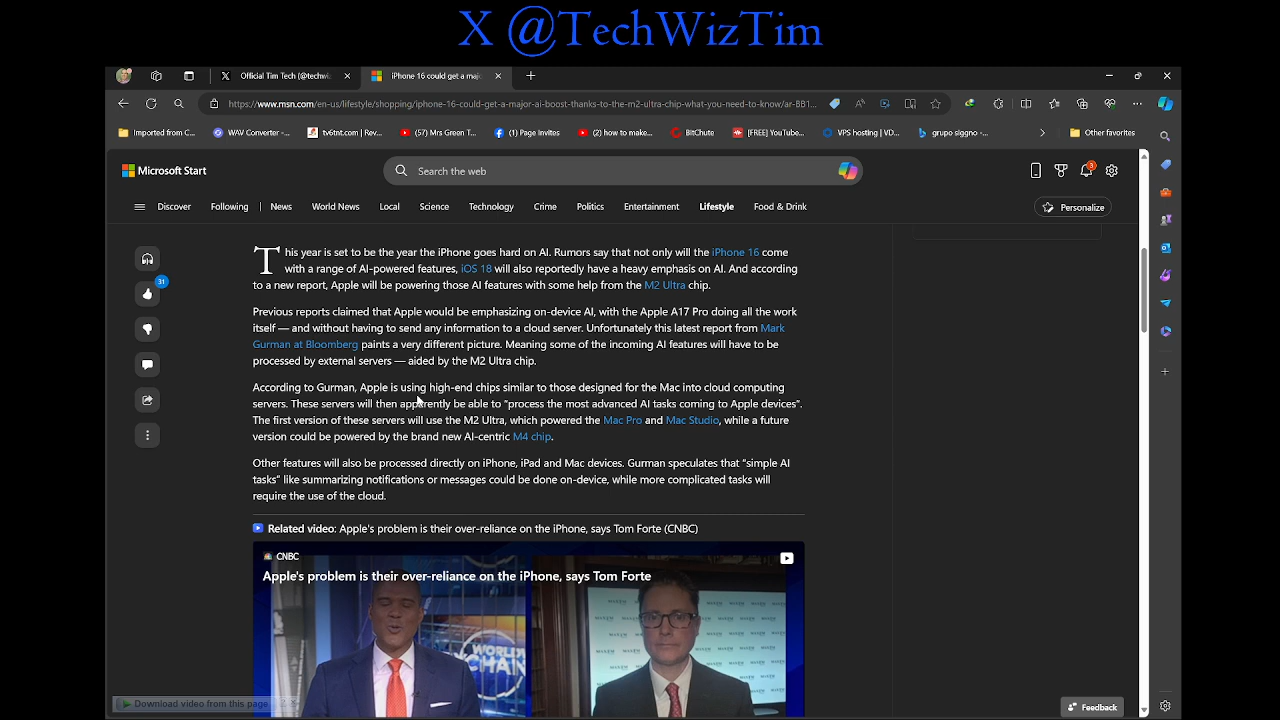 X @TechWizTim
Official Tim Tech (@techwi
iPhone 16 could get a maj
https://www.msn.com/en-us/lifestyle/shopping/iphone-16-could-get-a-major-ai-boost-thanks-to-the-m2-ultra-chip-what-you-need-to-know/ar-BB1...
Imported from C... WAV Converter -... tv6tnt.com | Rev... (57) Mrs Green T... (1) Page Invites (2) how to make... BitChute [FREE] YouTube... VPS hosting | VD... grupo siggno -... Other favorites
Microsoft Start
Search the web
3
Discover Following News World News Local Science Technology Crime Politics Entertainment Lifestyle Food & Drink Personalize
31
This year is set to be the year the iPhone goes hard on AI. Rumors say that not only will the iPhone 16 come
with a range of AI-powered features, iOS 18 will also reportedly have a heavy emphasis on AI. And according
to a new report, Apple will be powering those AI features with some help from the M2 Ultra chip.
Previous reports claimed that Apple would be emphasizing on-device AI, with the Apple A17 Pro doing all the work
itself — and without having to send any information to a cloud server. Unfortunately this latest report from Mark
Gurman at Bloomberg paints a very different picture. Meaning some of the incoming AI features will have to be
processed by external servers — aided by the M2 Ultra chip.
According to Gurman, Apple is using high-end chips similar to those designed for the Mac into cloud computing
servers. These servers will then apparently be able to “process the most advanced AI tasks coming to Apple devices”.
The first version of these servers will use the M2 Ultra, which powered the Mac Pro and Mac Studio, while a future
version could be powered by the brand new AI-centric M4 chip.
Other features will also be processed directly on iPhone, iPad and Mac devices. Gurman speculates that “simple AI
tasks” like summarizing notifications or messages could be done on-device, while more complicated tasks will
require the use of the cloud.
Related video: Apple's problem is their over-reliance on the iPhone, says Tom Forte (CNBC)
CNBC
Apple's problem is their over-reliance on the iPhone, says Tom Forte
Download video from this page
Feedback